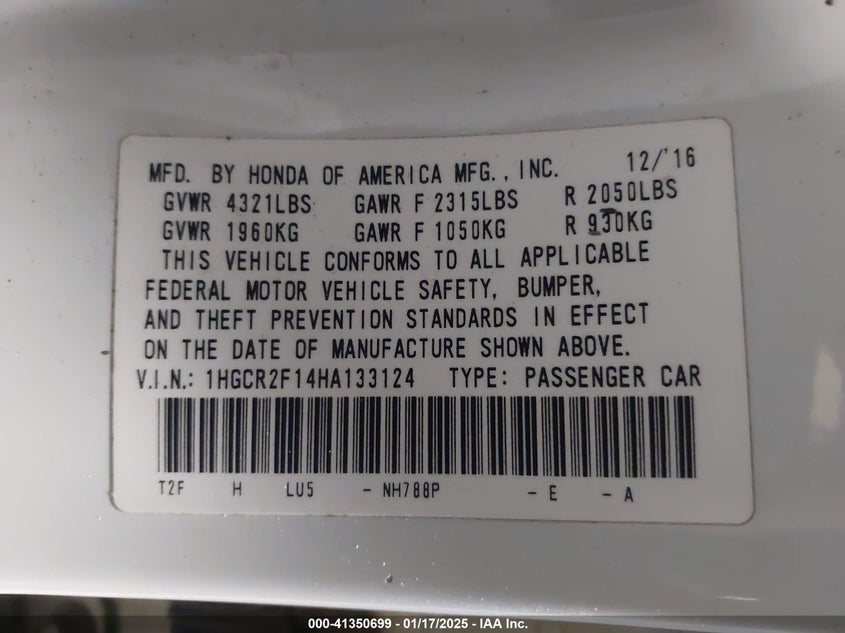 MFD. BY HONDA OF AMERICA MFG., INC. 12/'16
GVWR 4321LBS GAWR F 2315LBS R 2050LBS
GVWR 1960KG GAWR F 1050KG R 930KG
THIS VEHICLE CONFORMS TO ALL APPLICABLE
FEDERAL MOTOR VEHICLE SAFETY, BUMPER,
AND THEFT PREVENTION STANDARDS IN EFFECT
ON THE DATE OF MANUFACTURE SHOWN ABOVE.
V.I.N.: 1HGCR2F14HA133124 TYPE: PASSENGER CAR
T2F H LU5 - NH788P - E - A
000-41350699 - 01/17/2025 - IAA Inc.